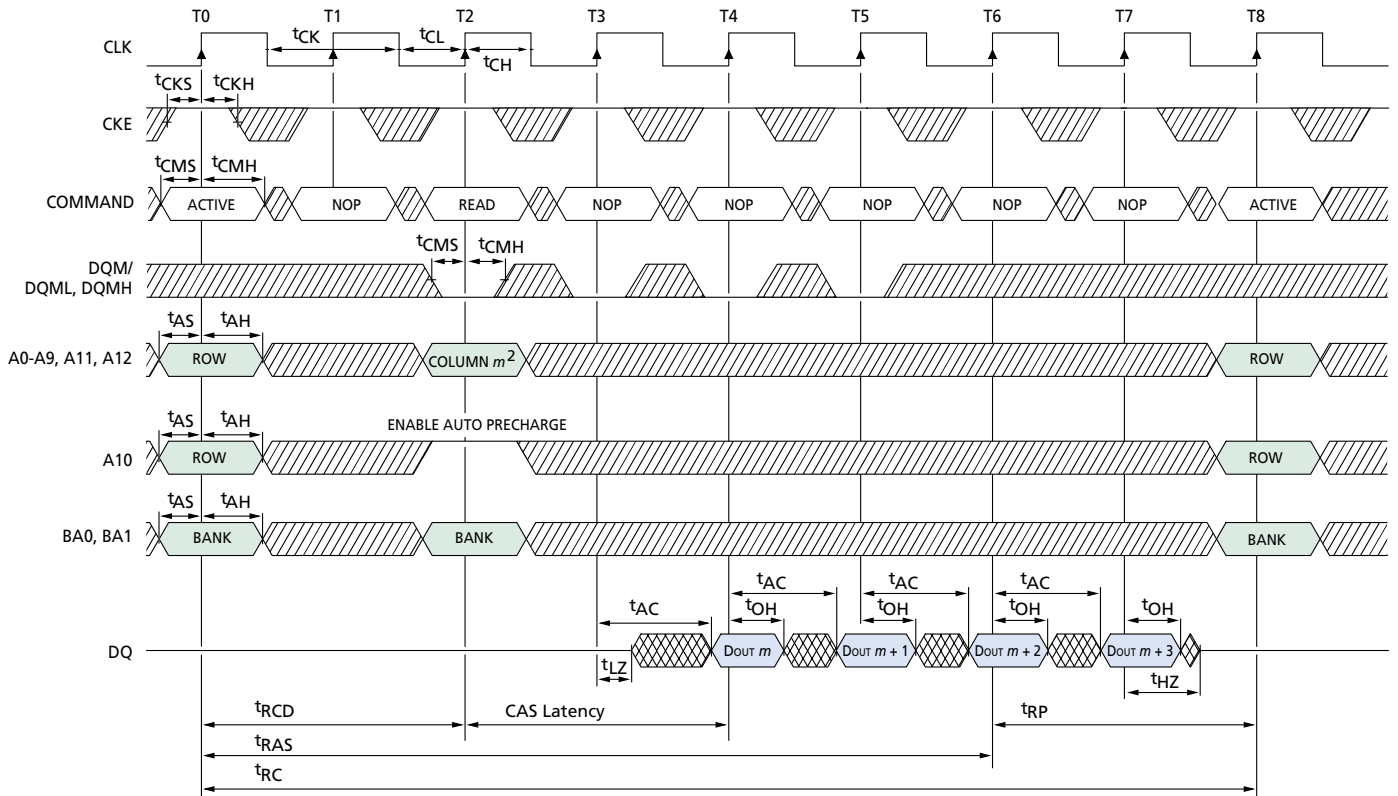 T0 T1 T2 T3 T4 T5 T6 T7 T8
CLK
tCK tCL
tCH
tCKS tCKH
CKE
tCMS tCMH
COMMAND ACTIVE NOP READ NOP NOP NOP NOP NOP ACTIVE
tCMS tCMH
DQM/
DQML, DQMH
tAS tAH
A0-A9, A11, A12 ROW COLUMN m2 ROW
tAS tAH
ENABLE AUTO PRECHARGE
A10 ROW ROW
tAS tAH
BA0, BA1 BANK BANK BANK
tAC tAC tAC tAC
tOH tOH tOH tOH
DQ DOUT m DOUT m + 1 DOUT m + 2 DOUT m + 3
tLZ tHZ
tRCD CAS Latency tRP
tRAS
tRC